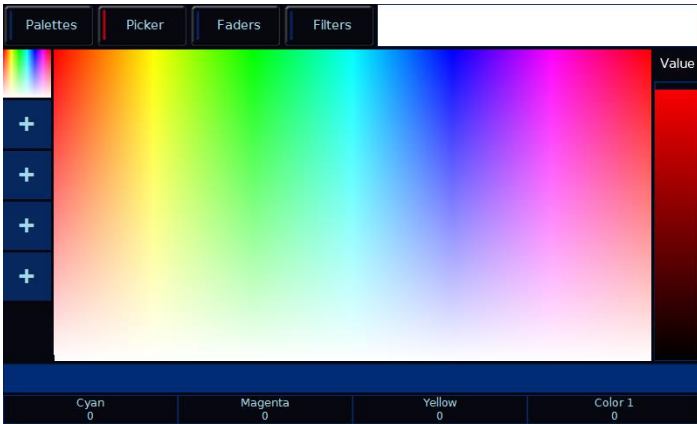 Palettes Picker Faders Filters
Value
+
+
+
+
Cyan Magenta Yellow Color 1
0 0 0 0